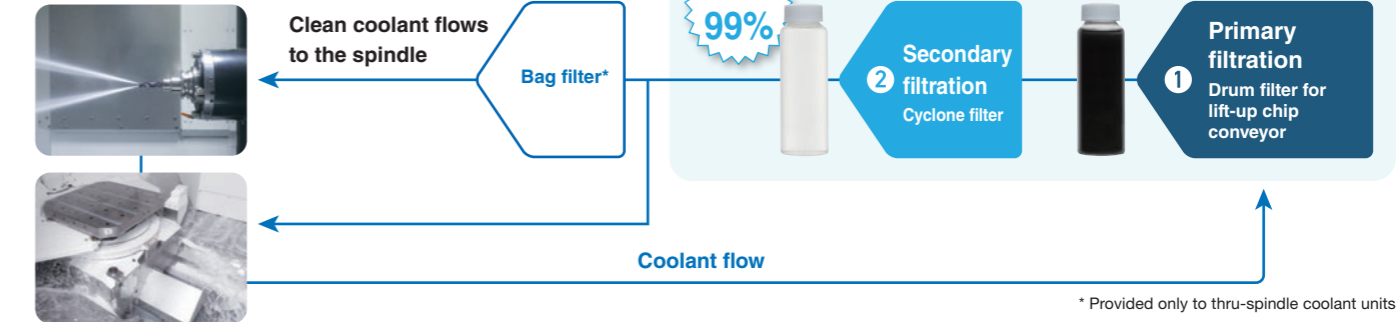 Clean coolant flows
to the spindle
Bag filter*
99%
2
Secondary
filtration
Cyclone filter
1
Primary
filtration
Drum filter for
lift-up chip
conveyor
Coolant flow
* Provided only to thru-spindle coolant units